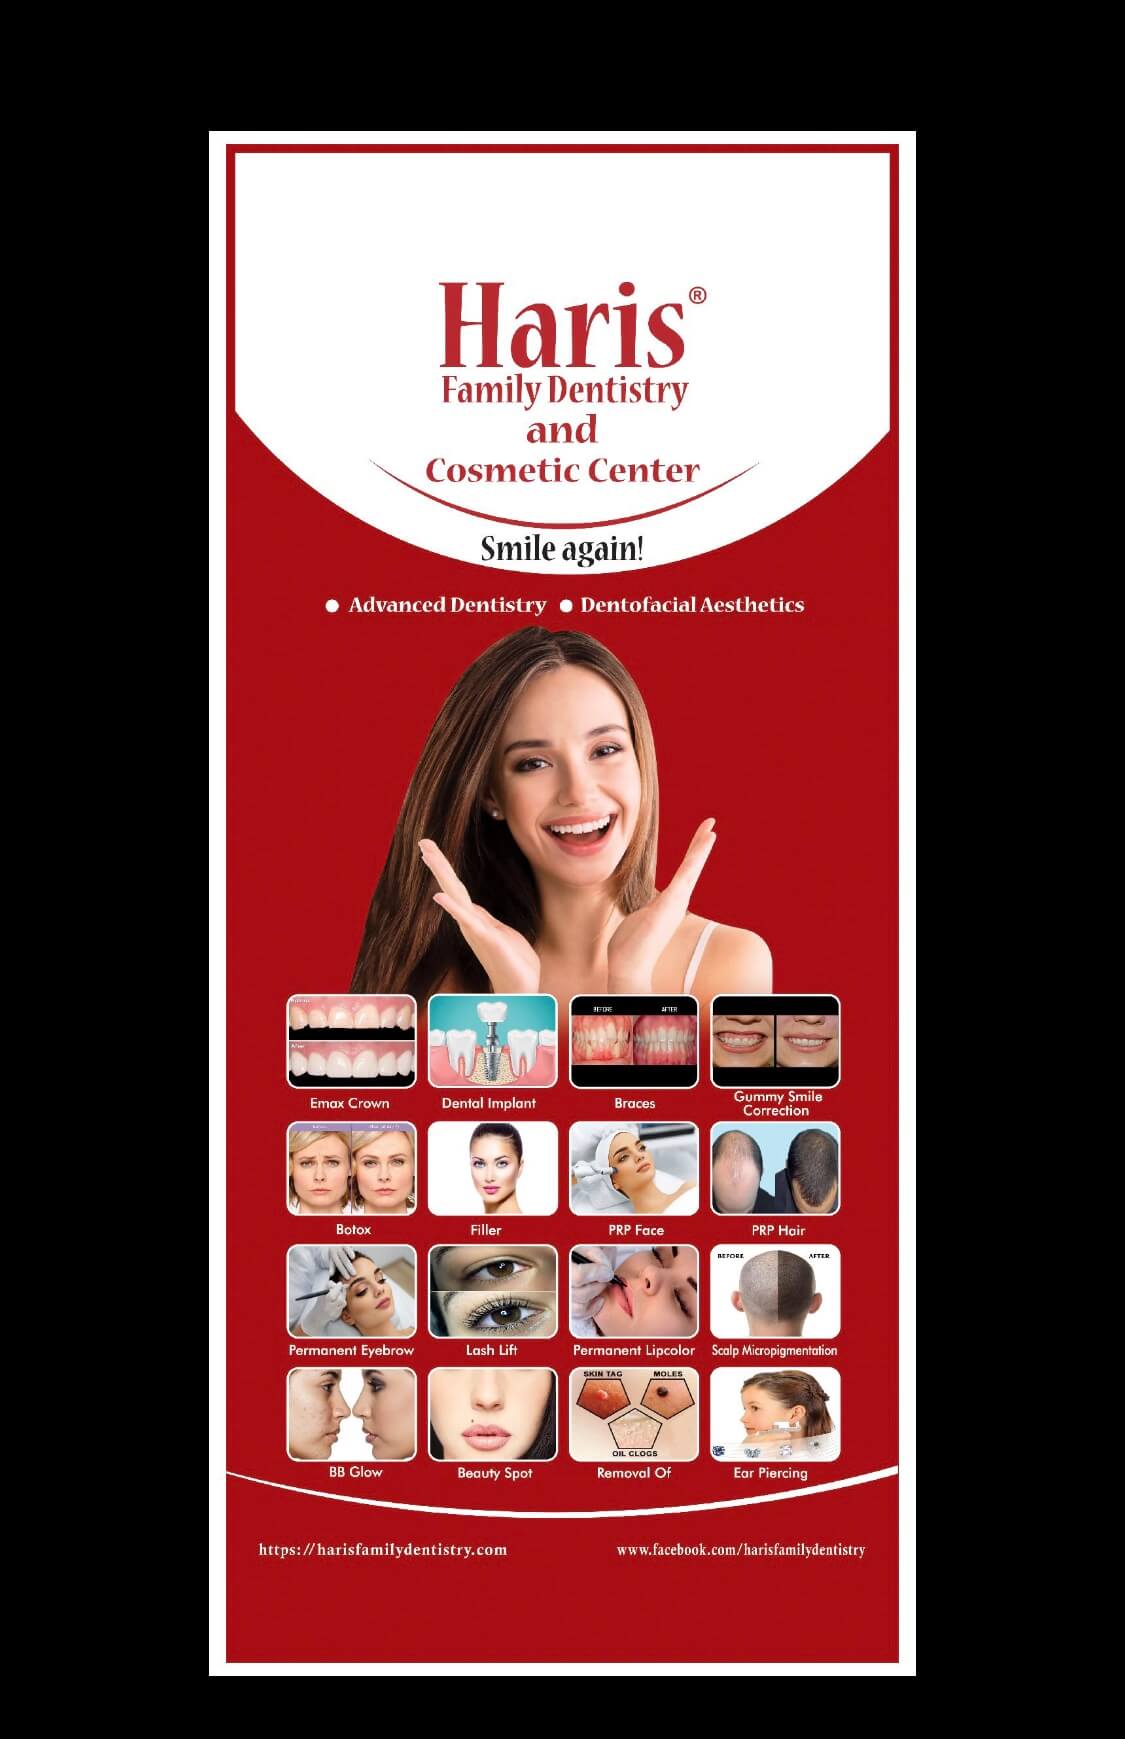 Haris®
Family Dentistry
and
Cosmetic Center
Smile again!
● Advanced Dentistry ● Dentofacial Aesthetics
After
BEFORE AFTER
Emax Crown
Dental Implant
Braces
Gummy Smile
Correction
Botox
Filler
PRP Face
PRP Hair
BEFORE AFTER
Permanent Eyebrow
Lash Lift
Permanent Lipcolor
Scalp Micropigmentation
SKIN TAG MOLES
OIL CLOGS
BB Glow
Beauty Spot
Removal Of
Ear Piercing
https://harisfamilydentistry.com
www.facebook.com/harisfamilydentistry